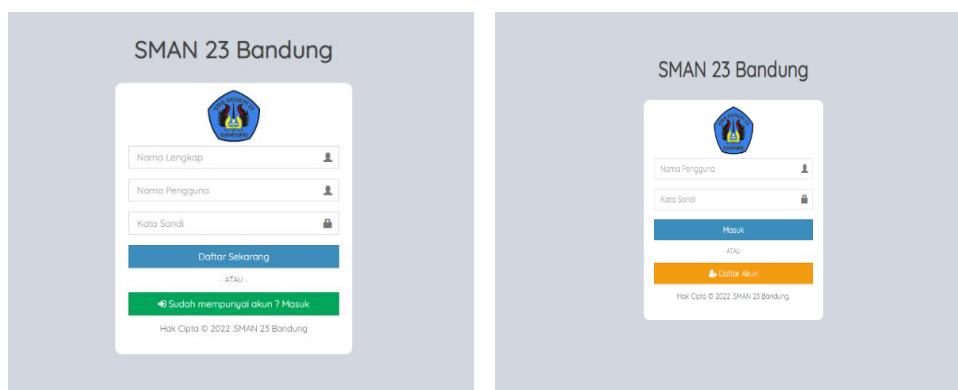 SMAN 23 Bandung
Nama Lengkap
Nama Pengguna
Kata Sandi
Daftar Sekarang
- ATAU -
Sudah mempunyai akun ? Masuk
Hak Cipta © 2022 .SMAN 23 Bandung
SMAN 23 Bandung
Nama Pengguna
Kata Sandi
Masuk
- ATAU -
Daftar Akun
Hak Cipta © 2022 .SMAN 23 Bandung.